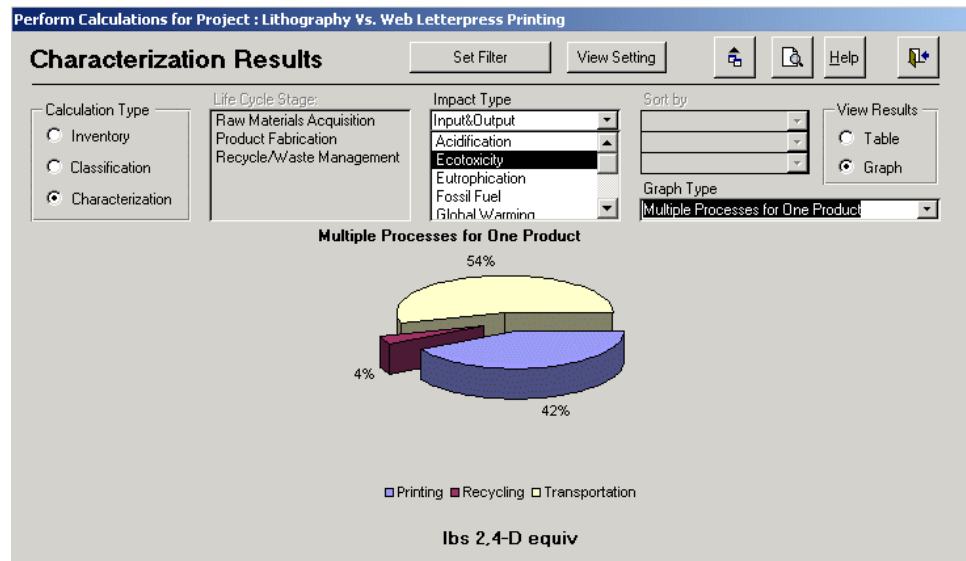 Perform Calculations for Project : Lithography Vs. Web Letterpress Printing
Characterization Results
Set Filter
View Setting
Help
Calculation Type
Inventory
Classification
Characterization
Life Cycle Stage:
Raw Materials Acquisition
Product Fabrication
Recycle/Waste Management
Impact Type
Input&Output
Acidification
Ecotoxicity
Eutrophication
Fossil Fuel
Global Warming
Sort by
Graph Type
Multiple Processes for One Product
View Results
Table
Graph
Multiple Processes for One Product
54%
4%
42%
Printing Recycling Transportation
lbs 2,4-D equiv